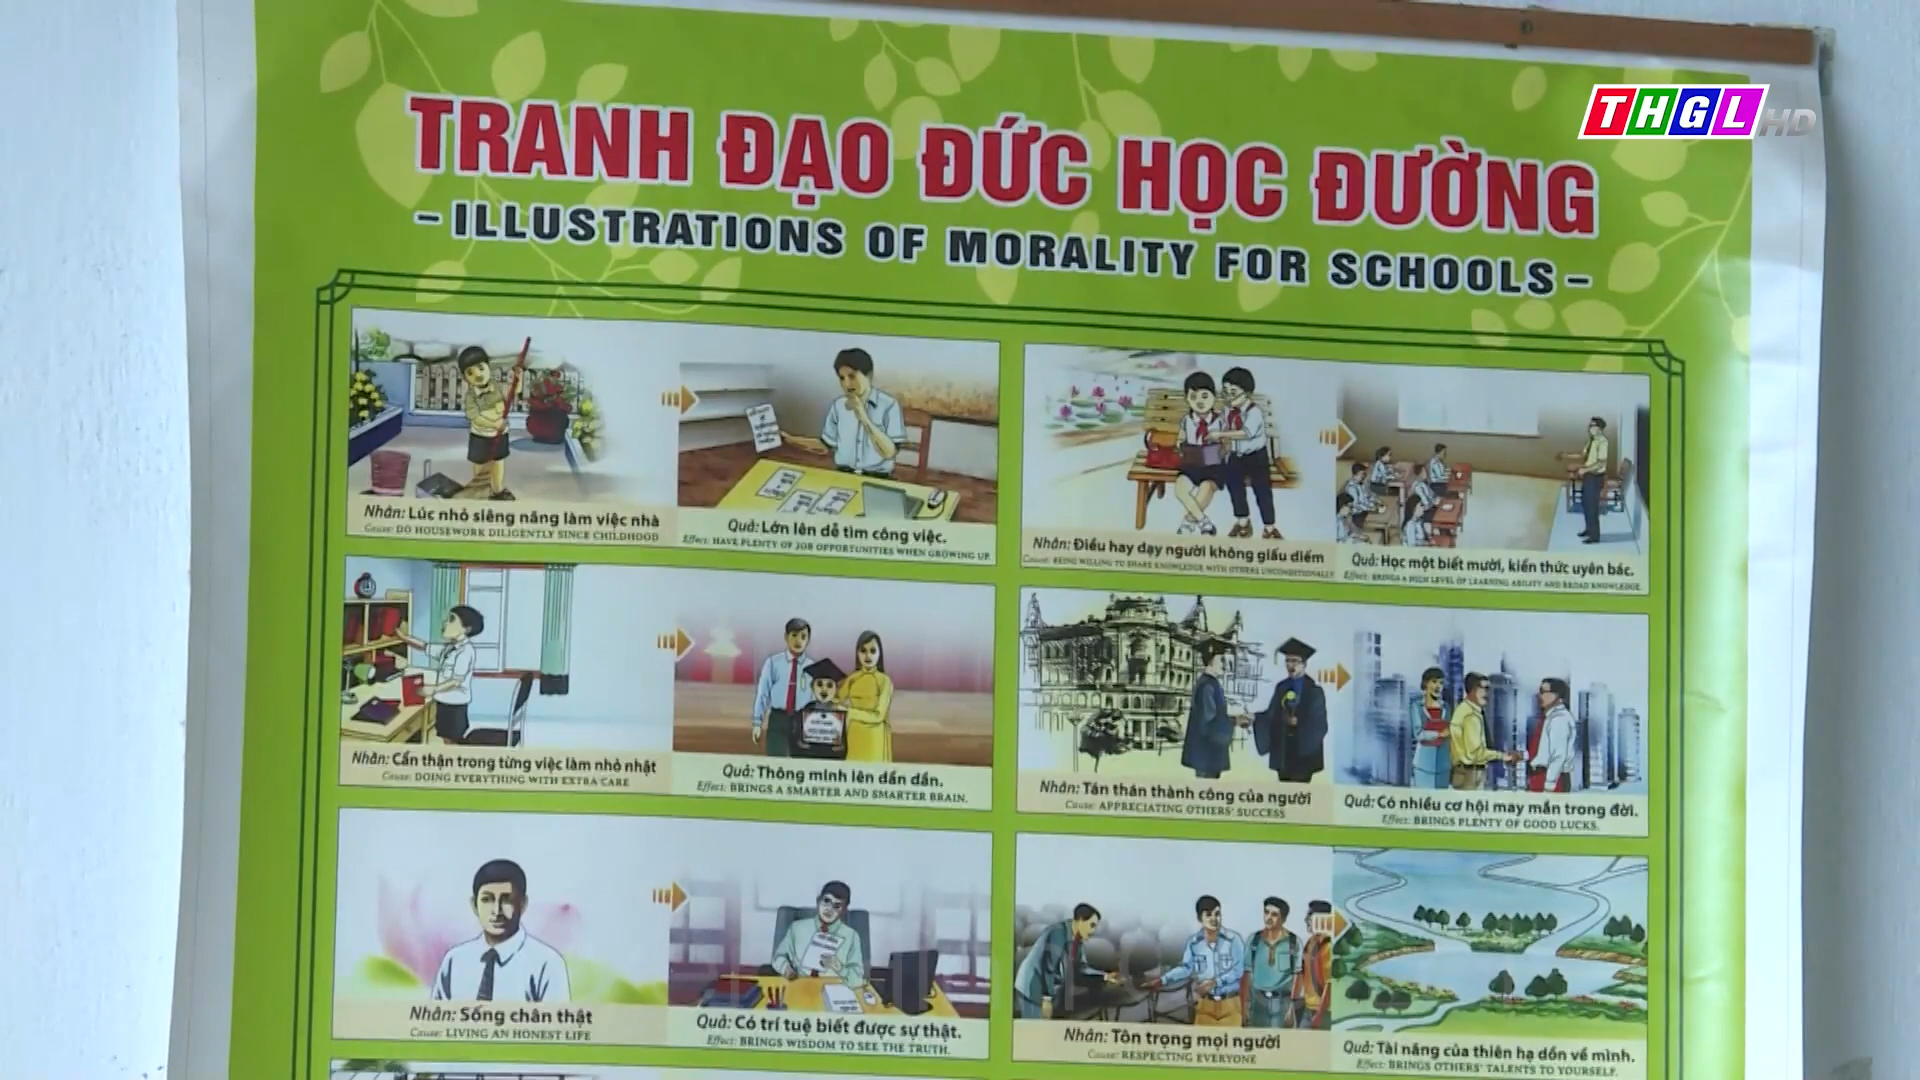 THGL HD
TRANH ĐẠO ĐỨC HỌC ĐƯỜNG
– ILLUSTRATIONS OF MORALITY FOR SCHOOLS –
Nhân: Lúc nhỏ siêng năng làm việc nhà
Cause: DO HOUSEWORK DILIGENTLY SINCE CHILDHOOD
Quả: Lớn lên dễ tìm công việc.
Effect: HAVE PLENTY OF JOB OPPORTUNITIES WHEN GROWING UP.
Nhân: Điều hay dạy người không giấu diếm
Cause: BEING WILLING TO SHARE KNOWLEDGE WITH OTHERS UNCONDITIONALLY
Quả: Học một biết mười, kiến thức uyên bác.
Effect: BRINGS A HIGH LEVEL OF LEARNING ABILITY AND BROAD KNOWLEDGE.
Nhân: Cẩn thận trong từng việc làm nhỏ nhặt
Cause: DOING EVERYTHING WITH EXTRA CARE
Quả: Thông minh lên dần dần.
Effect: BRINGS A SMARTER AND SMARTER BRAIN.
Nhân: Tán thán thành công của người
Cause: APPRECIATING OTHERS' SUCCESS
Quả: Có nhiều cơ hội may mắn trong đời.
Effect: BRINGS PLENTY OF GOOD LUCKS.
Nhân: Sống chân thật
Cause: LIVING AN HONEST LIFE
Quả: Có trí tuệ biết được sự thật.
Effect: BRINGS WISDOM TO SEE THE TRUTH.
Nhân: Tôn trọng mọi người
Cause: RESPECTING EVERYONE
Quả: Tài năng của thiên hạ dồn về mình.
Effect: BRINGS OTHERS' TALENTS TO YOURSELF.